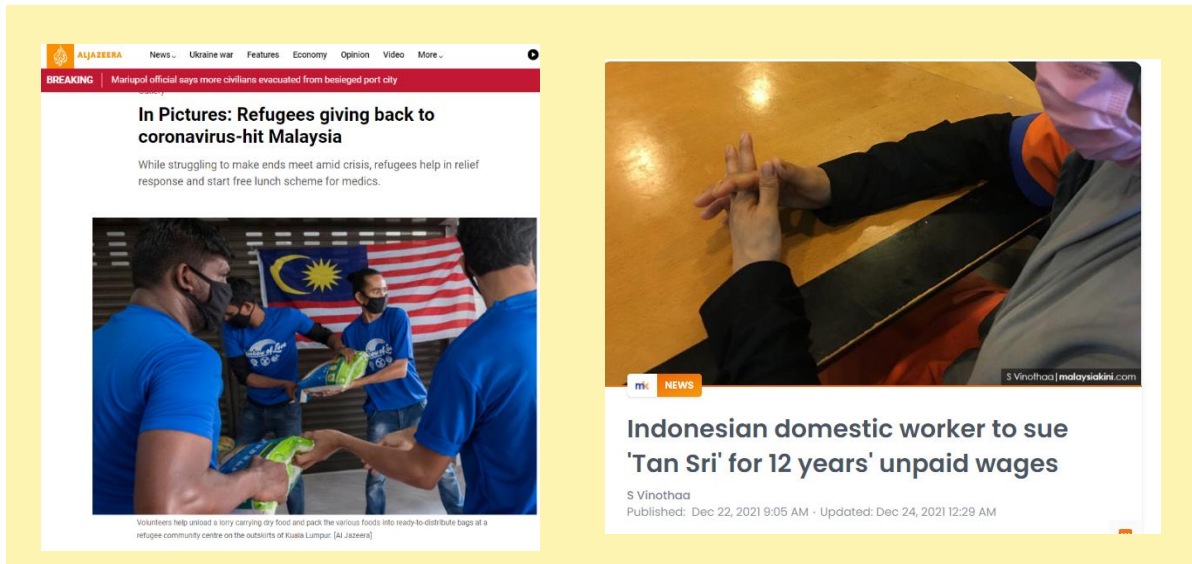 ALJAZEERA News Ukraine war Features Economy Opinion Video More
BREAKING Mariupol official says more civilians evacuated from besieged port city
In Pictures: Refugees giving back to
coronavirus-hit Malaysia
While struggling to make ends meet amid crisis, refugees help in relief
response and start free lunch scheme for medics.
Volunteers help unload a lorry carrying dry food and pack the various foods into ready-to-distribute bags at a
refugee community centre on the outskirts of Kuala Lumpur. [Al Jazeera]
S Vinothaa | malaysiakini.com
mk NEWS
Indonesian domestic worker to sue
'Tan Sri' for 12 years' unpaid wages
S Vinothaa
Published: Dec 22, 2021 9:05 AM · Updated: Dec 24, 2021 12:29 AM